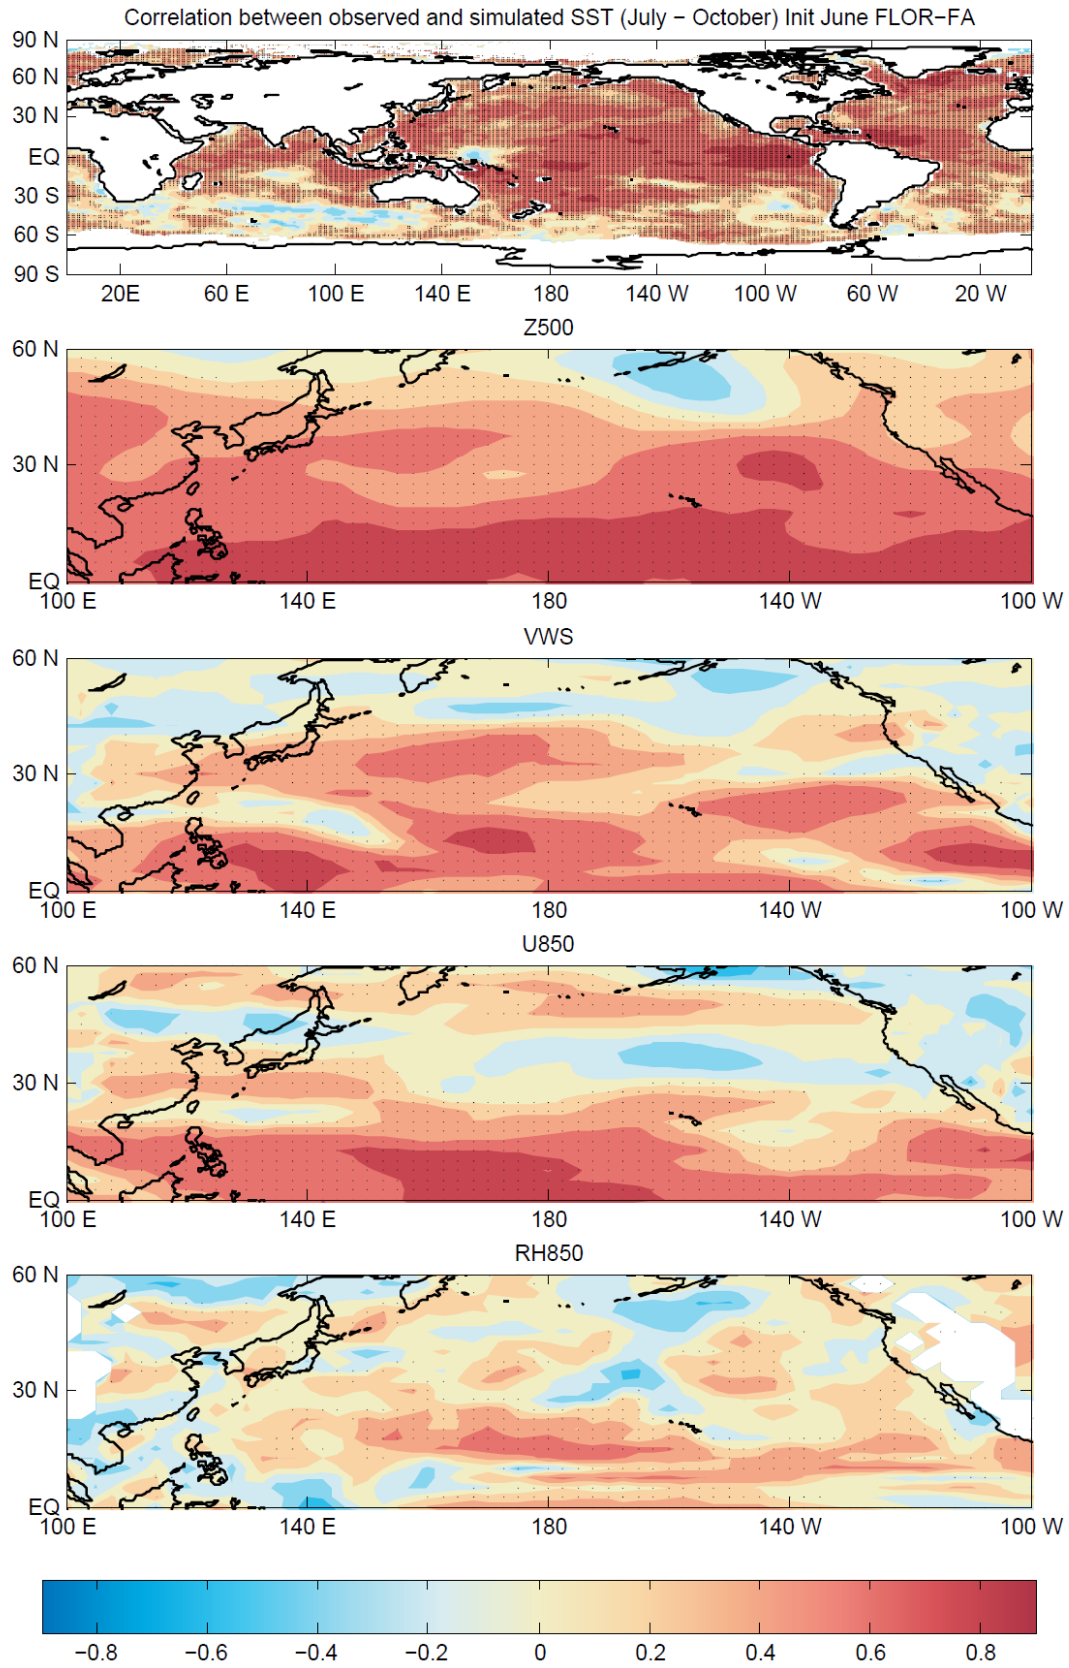 Correlation between observed and simulated SST (July − October) Init June FLOR−FA
90 N
60 N
30 N
EQ
30 S
60 S
90 S
20E 60 E 100 E 140 E 180 140 W 100 W 60 W 20 W
Z500
60 N
30 N
EQ
100 E 140 E 180 140 W 100 W
VWS
60 N
30 N
EQ
100 E 140 E 180 140 W 100 W
U850
60 N
30 N
EQ
100 E 140 E 180 140 W 100 W
RH850
60 N
30 N
EQ
100 E 140 E 180 140 W 100 W
−0.8 −0.6 −0.4 −0.2 0 0.2 0.4 0.6 0.8